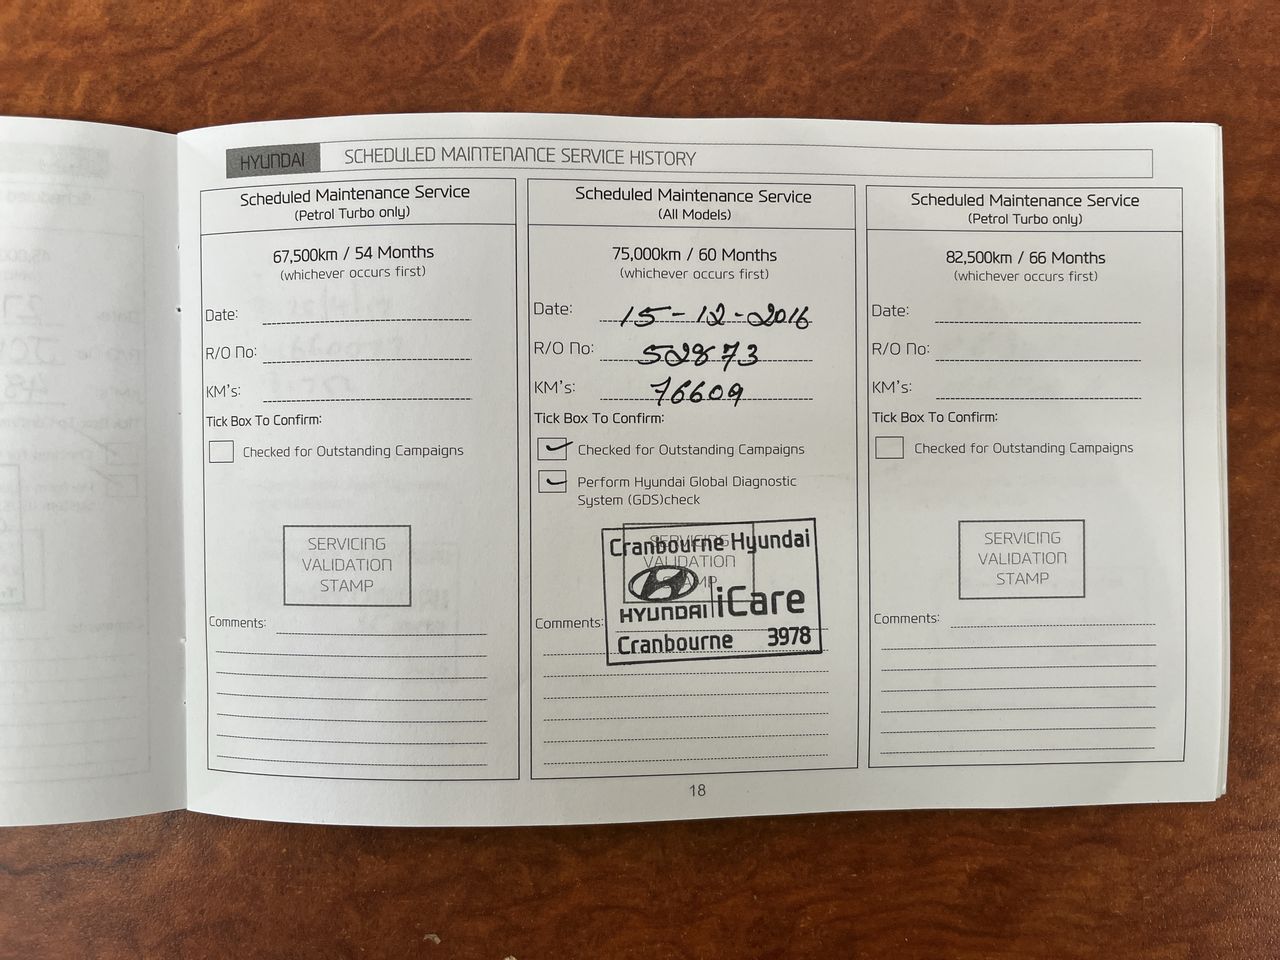 HYUNDAI SCHEDULED MAINTENANCE SERVICE HISTORY
Scheduled Maintenance Service
(Petrol Turbo only)
67,500km / 54 Months
(whichever occurs first)
Date:
R/O No:
KM's:
Tick Box To Confirm:
Checked for Outstanding Campaigns
SERVICING
VALIDATION
STAMP
Comments:
Scheduled Maintenance Service
(All Models)
75,000km / 60 Months
(whichever occurs first)
Date: 15-12-2016
R/O No: 52873
KM's: 76609
Tick Box To Confirm:
Checked for Outstanding Campaigns
Perform Hyundai Global Diagnostic
System (GDS)check
SERVICING
VALIDATION
STAMP
Cranbourne Hyundai
HYUNDAI iCare
Cranbourne 3978
Comments:
Scheduled Maintenance Service
(Petrol Turbo only)
82,500km / 66 Months
(whichever occurs first)
Date:
R/O No:
KM's:
Tick Box To Confirm:
Checked for Outstanding Campaigns
SERVICING
VALIDATION
STAMP
Comments:
18